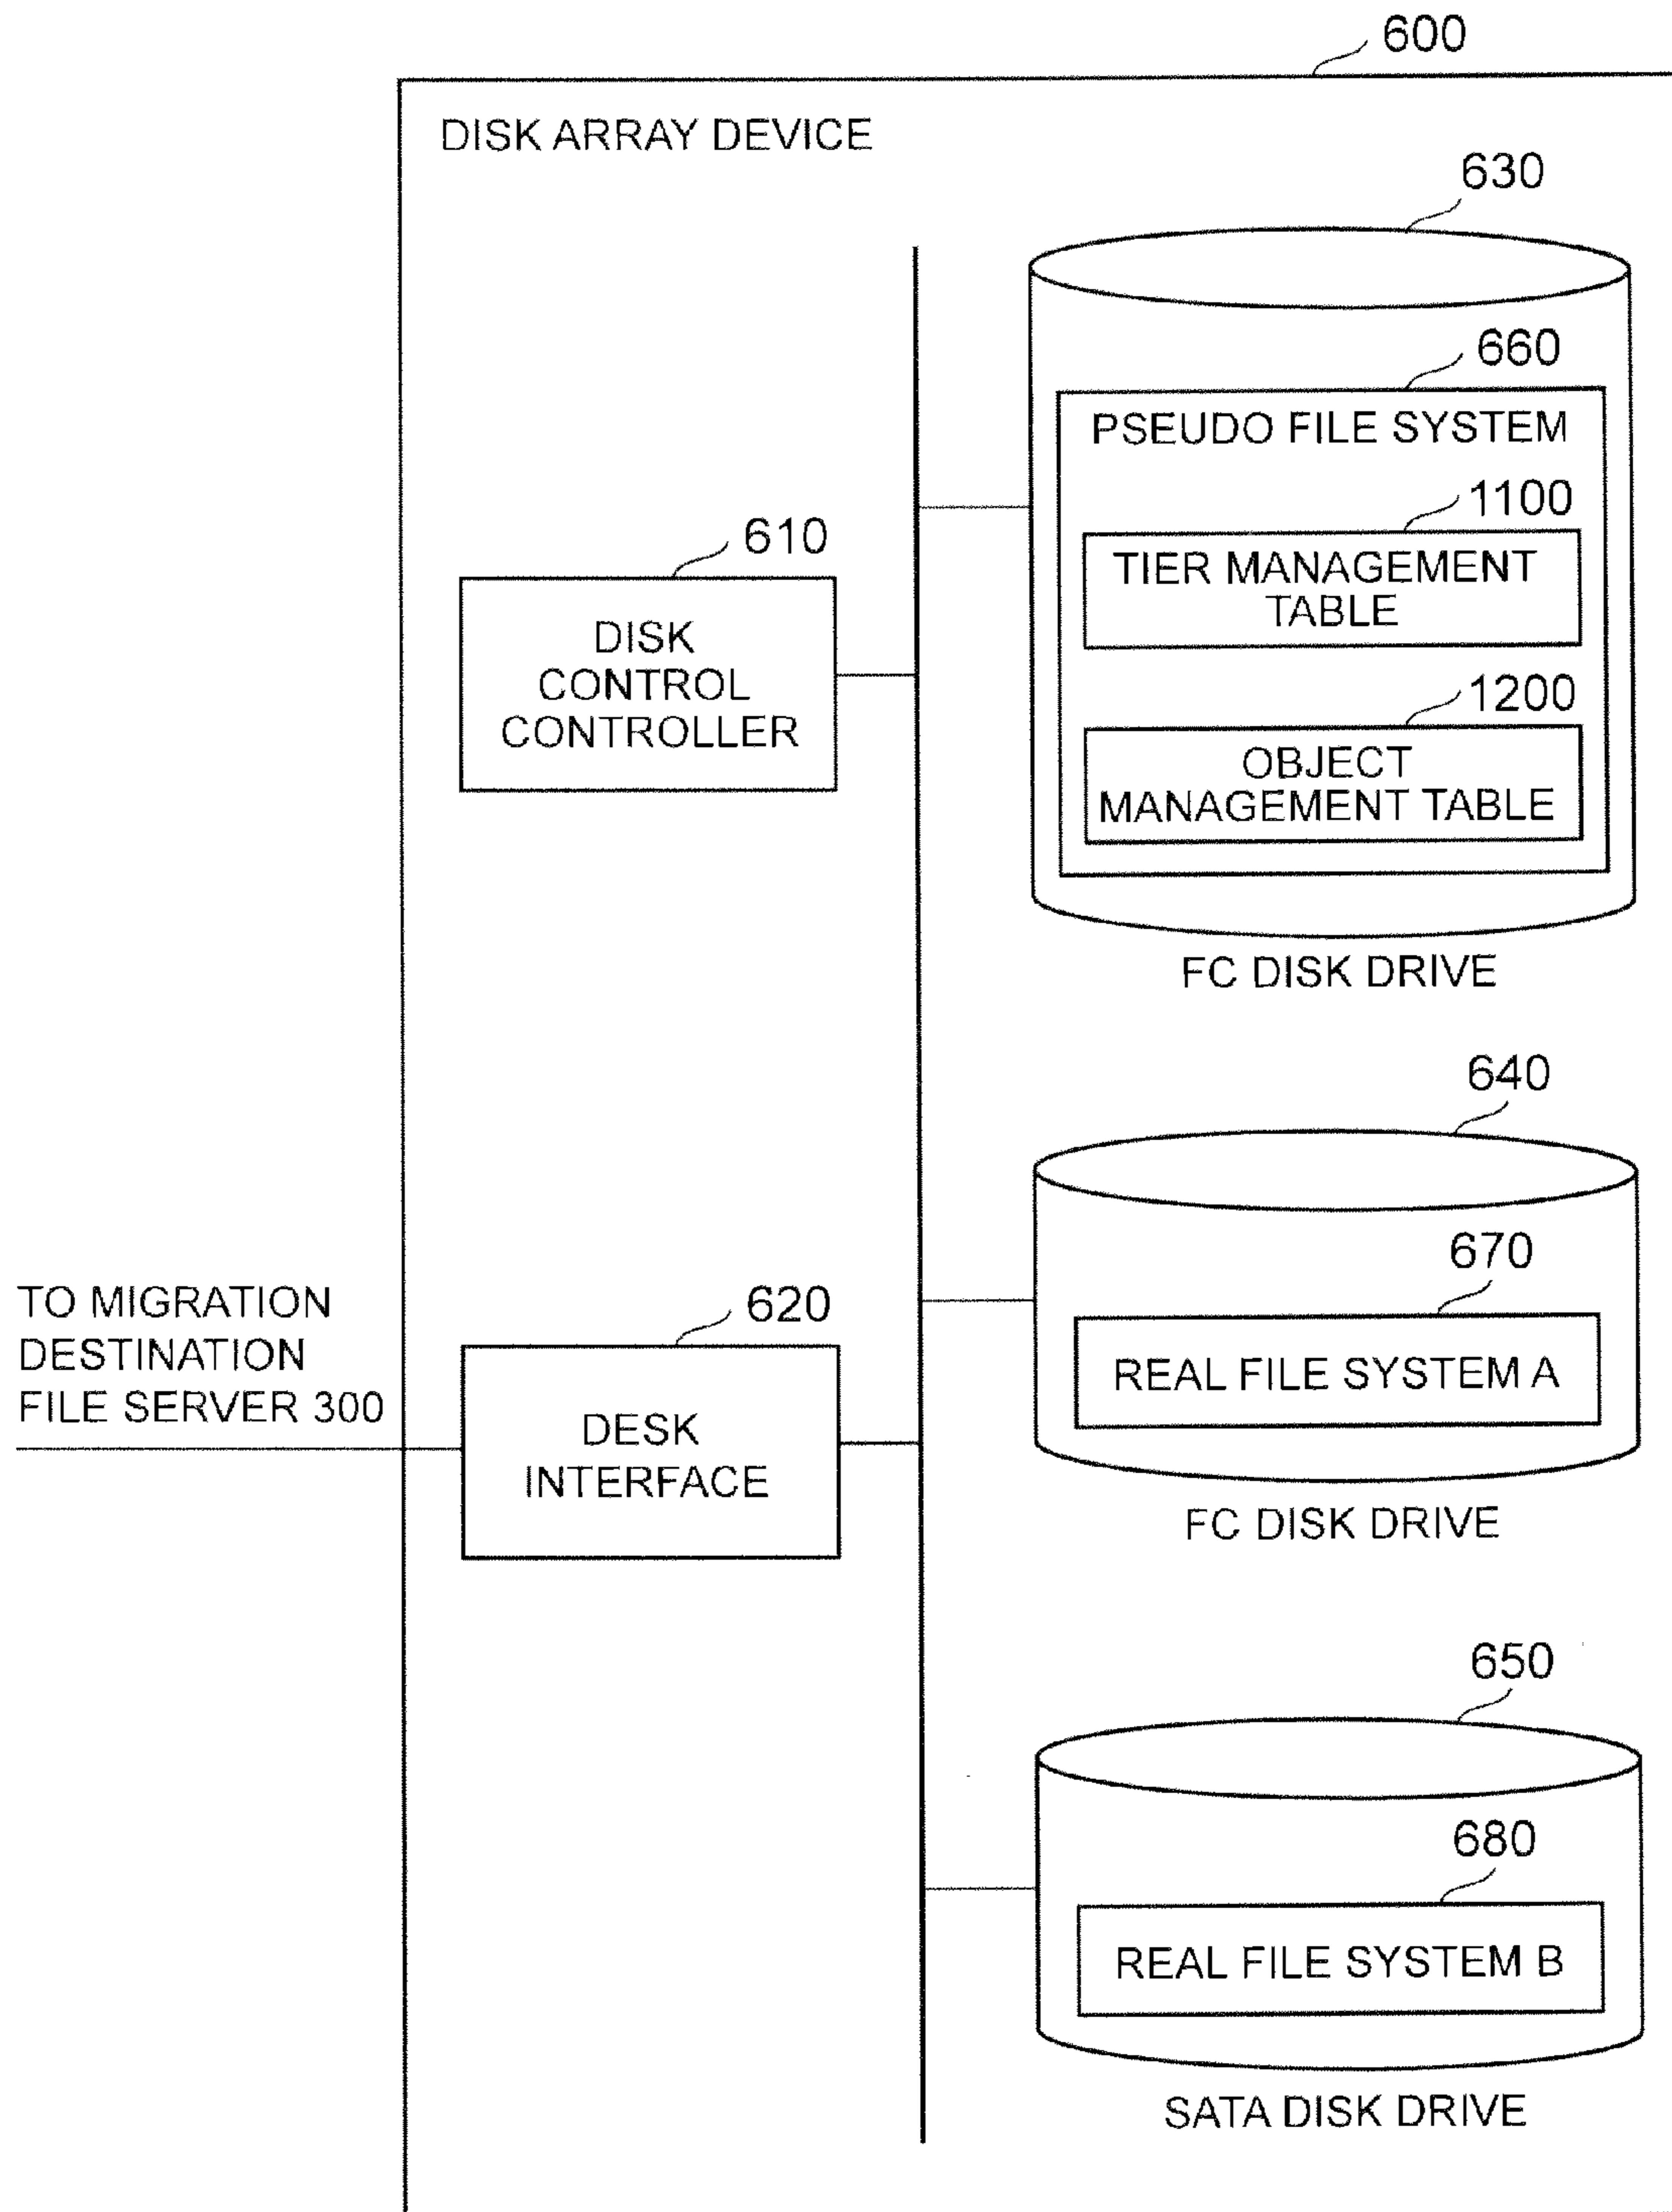 600
DISK ARRAY DEVICE
630
660
PSEUDO FILE SYSTEM
1100
TIER MANAGEMENT
TABLE
1200
OBJECT
MANAGEMENT TABLE
FC DISK DRIVE
610
DISK
CONTROL
CONTROLLER
640
670
REAL FILE SYSTEM A
FC DISK DRIVE
TO MIGRATION
DESTINATION
FILE SERVER 300
620
DESK
INTERFACE
650
680
REAL FILE SYSTEM B
SATA DISK DRIVE